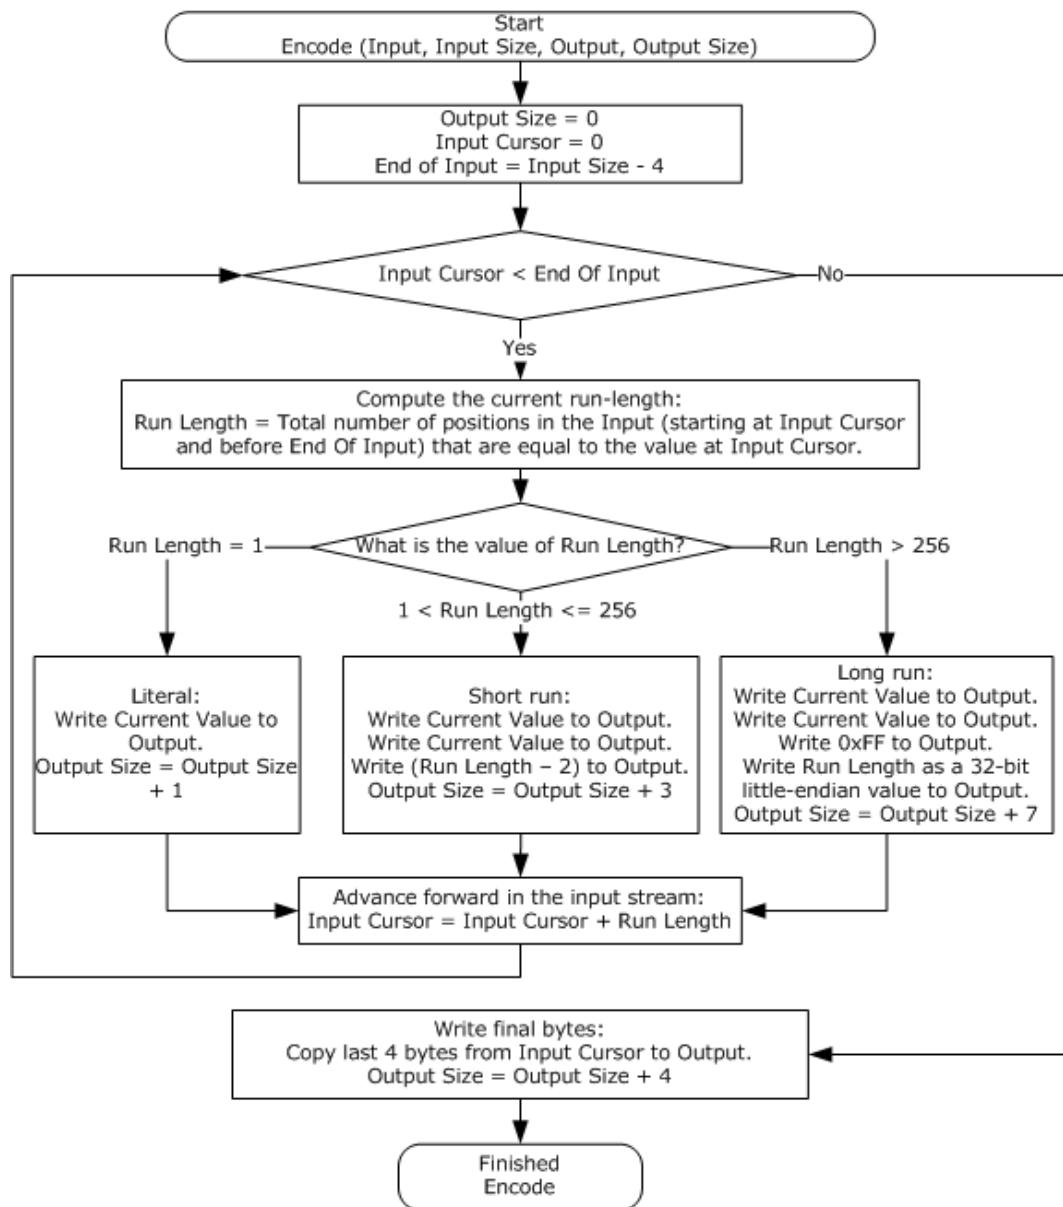 Start
Encode (Input, Input Size, Output, Output Size)
Output Size = 0
Input Cursor = 0
End of Input = Input Size - 4
Input Cursor < End Of Input
No
Yes
Compute the current run-length:
Run Length = Total number of positions in the Input (starting at Input Cursor
and before End Of Input) that are equal to the value at Input Cursor.
Run Length = 1
What is the value of Run Length?
Run Length > 256
1 < Run Length <= 256
Literal:
Write Current Value to
Output.
Output Size = Output Size
+ 1
Short run:
Write Current Value to Output.
Write Current Value to Output.
Write (Run Length – 2) to Output.
Output Size = Output Size + 3
Long run:
Write Current Value to Output.
Write Current Value to Output.
Write 0xFF to Output.
Write Run Length as a 32-bit
little-endian value to Output.
Output Size = Output Size + 7
Advance forward in the input stream:
Input Cursor = Input Cursor + Run Length
Write final bytes:
Copy last 4 bytes from Input Cursor to Output.
Output Size = Output Size + 4
Finished
Encode